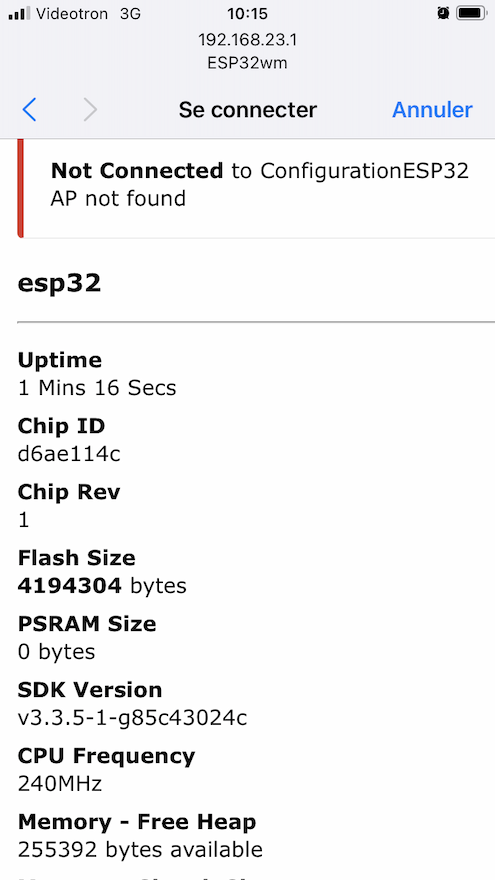 Videotron 3G 10:15
192.168.23.1
ESP32wm
Se connecter Annuler
Not Connected to ConfigurationESP32
AP not found
esp32
Uptime
1 Mins 16 Secs
Chip ID
d6ae114c
Chip Rev
1
Flash Size
4194304 bytes
PSRAM Size
0 bytes
SDK Version
v3.3.5-1-g85c43024c
CPU Frequency
240MHz
Memory - Free Heap
255392 bytes available